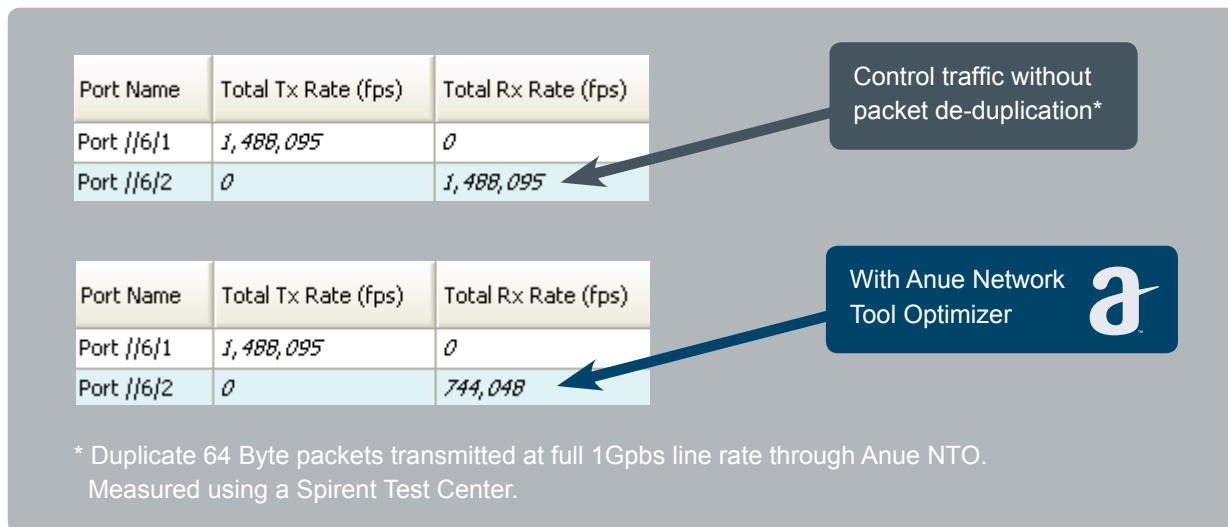 Port Name Total Tx Rate (fps) Total Rx Rate (fps)
Port //6/1 1,488,095 0
Port //6/2 0 1,488,095
Control traffic without
packet de-duplication*
Port Name Total Tx Rate (fps) Total Rx Rate (fps)
Port //6/1 1,488,095 0
Port //6/2 0 744,048
With Anue Network
Tool Optimizer
a
™
* Duplicate 64 Byte packets transmitted at full 1Gpbs line rate through Anue NTO.
Measured using a Spirent Test Center.